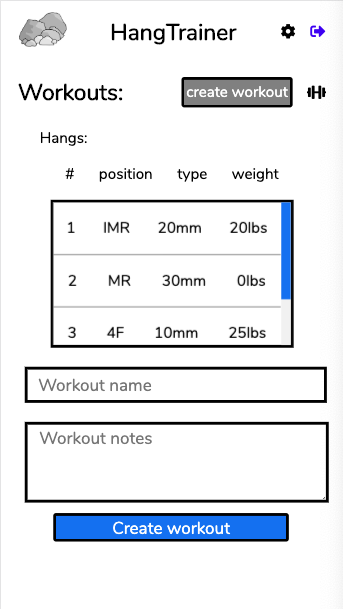 HangTrainer
Workouts: create workout
Hangs:
# position type weight
1 IMR 20mm 20lbs
2 MR 30mm 0lbs
3 4F 10mm 25lbs
Workout name
Workout notes
Create workout